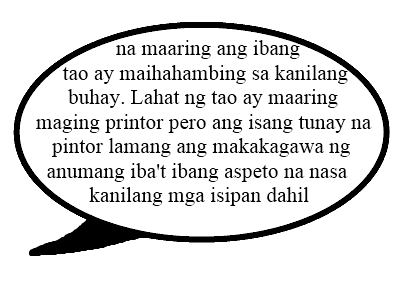 na maaring ang ibang
tao ay maihahambing sa kanilang
buhay. Lahat ng tao ay maaring
maging printor pero ang isang tunay na
pintor lamang ang makakagawa ng
anumang iba't ibang aspeto na nasa
kanilang mga isipan dahil